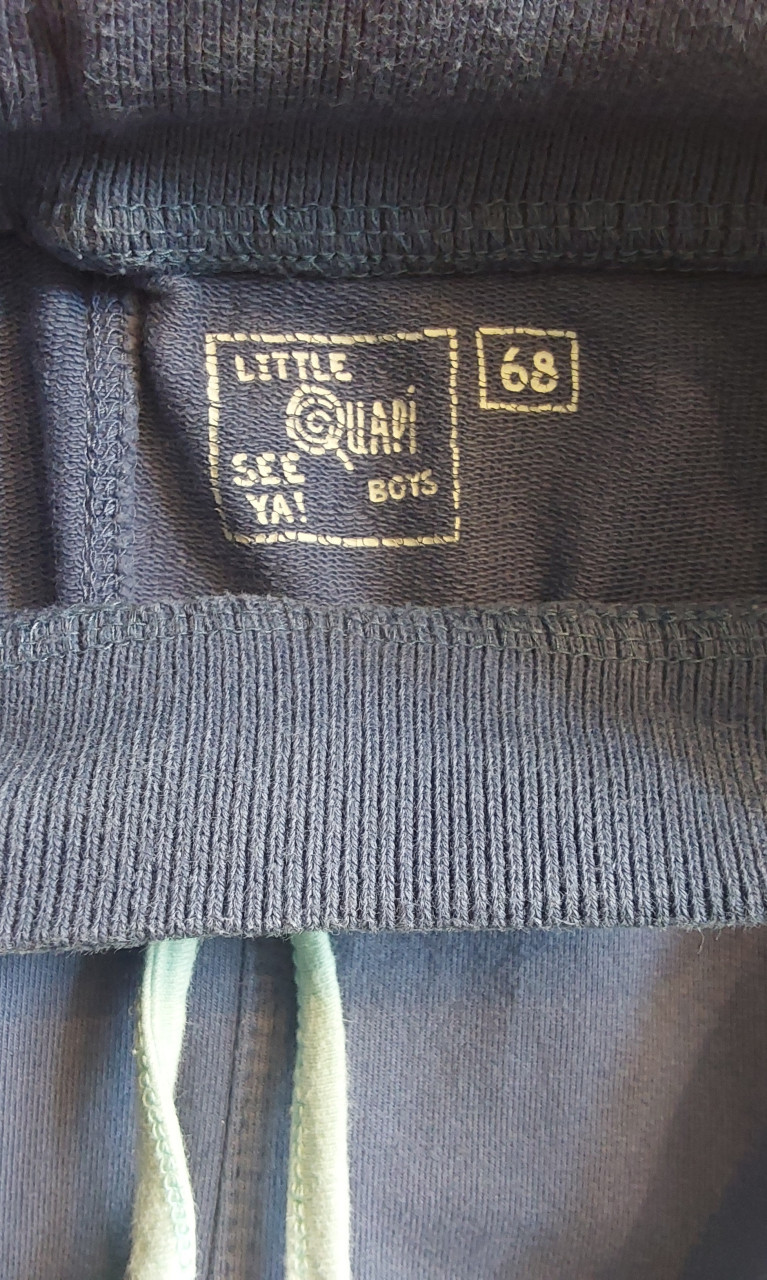 LITTLE
QUAPI
SEE
YA!
BOYS
68